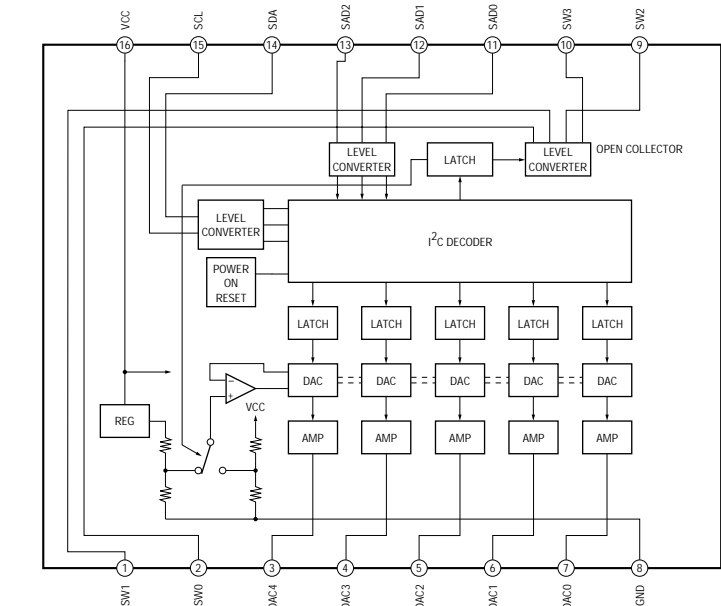 VCC
SCL
SDA
SAD2
SAD1
SAD0
SW3
SW2
16
15
14
13
12
11
10
9
LEVEL
CONVERTER
LATCH
LEVEL
CONVERTER
OPEN COLLECTOR
LEVEL
CONVERTER
I2C DECODER
POWER
ON
RESET
LATCH
LATCH
LATCH
LATCH
LATCH
DAC
DAC
DAC
DAC
DAC
−
+
VCC
REG
AMP
AMP
AMP
AMP
AMP
1
2
3
4
5
6
7
8
SW1
SW0
DAC4
DAC3
DAC2
DAC1
DAC0
GND